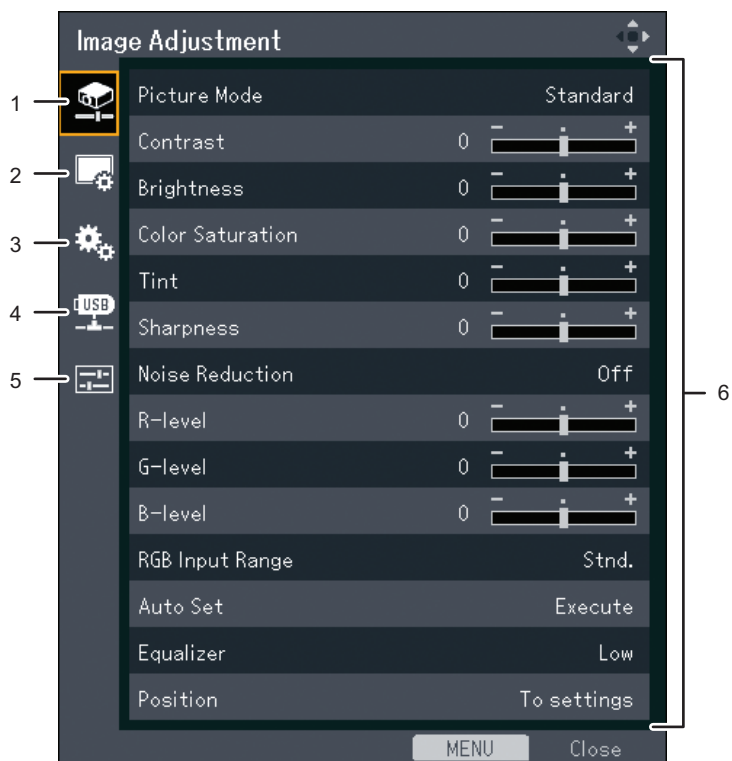 Image Adjustment
1
Picture Mode Standard
Contrast 0 - +
2
Brightness 0 - +
3
Color Saturation 0 - +
Tint 0 - +
4
USB
Sharpness 0 - +
5
Noise Reduction Off
6
R-level 0 - +
G-level 0 - +
B-level 0 - +
RGB Input Range Stnd.
Auto Set Execute
Equalizer Low
Position To settings
MENU Close